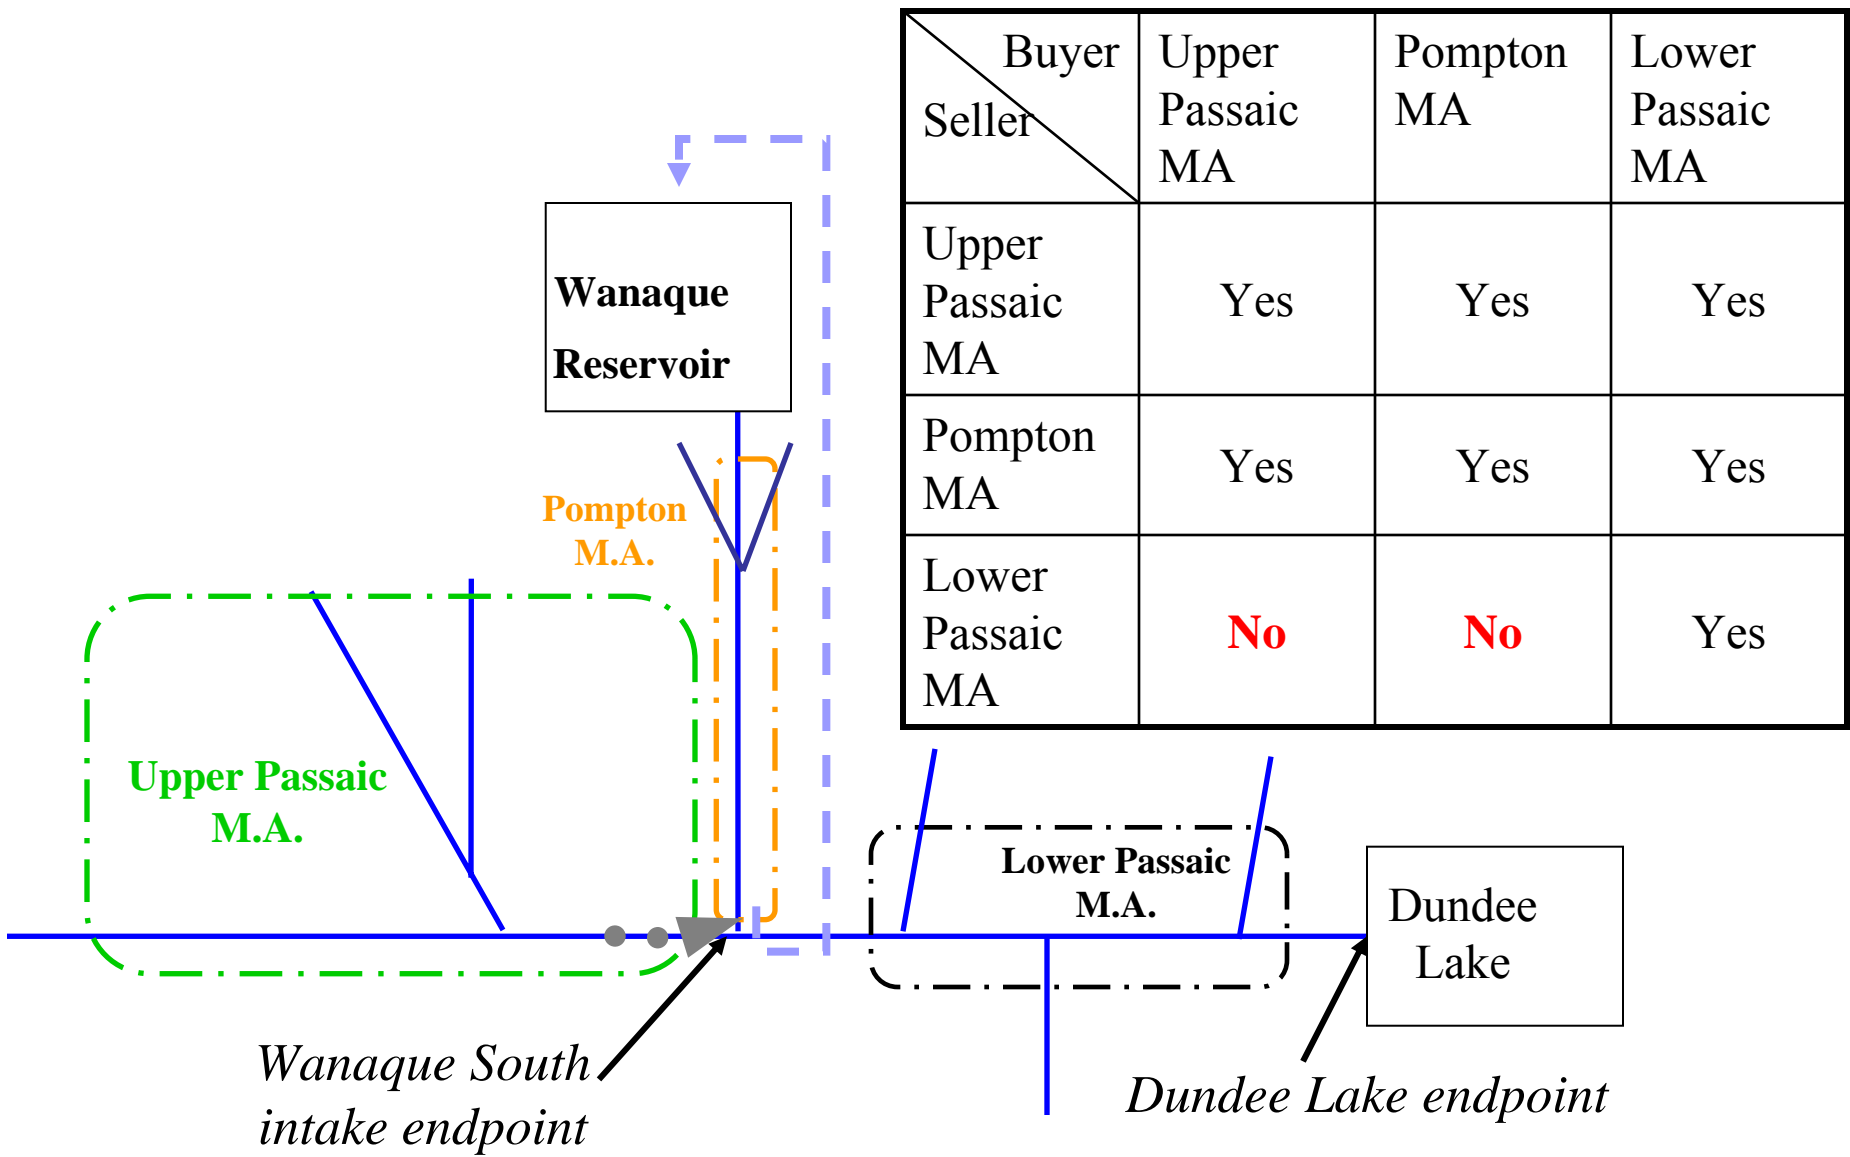 Buyer
Seller
Upper
Passaic
MA
Pompton
MA
Lower
Passaic
MA
Upper
Passaic
MA
Yes
Yes
Yes
Pompton
MA
Yes
Yes
Yes
Lower
Passaic
MA
No
No
Yes
Wanaque
Reservoir
Pompton
M.A.
Upper Passaic
M.A.
Lower Passaic
M.A.
Dundee
Lake
Wanaque South
intake endpoint
Dundee Lake endpoint